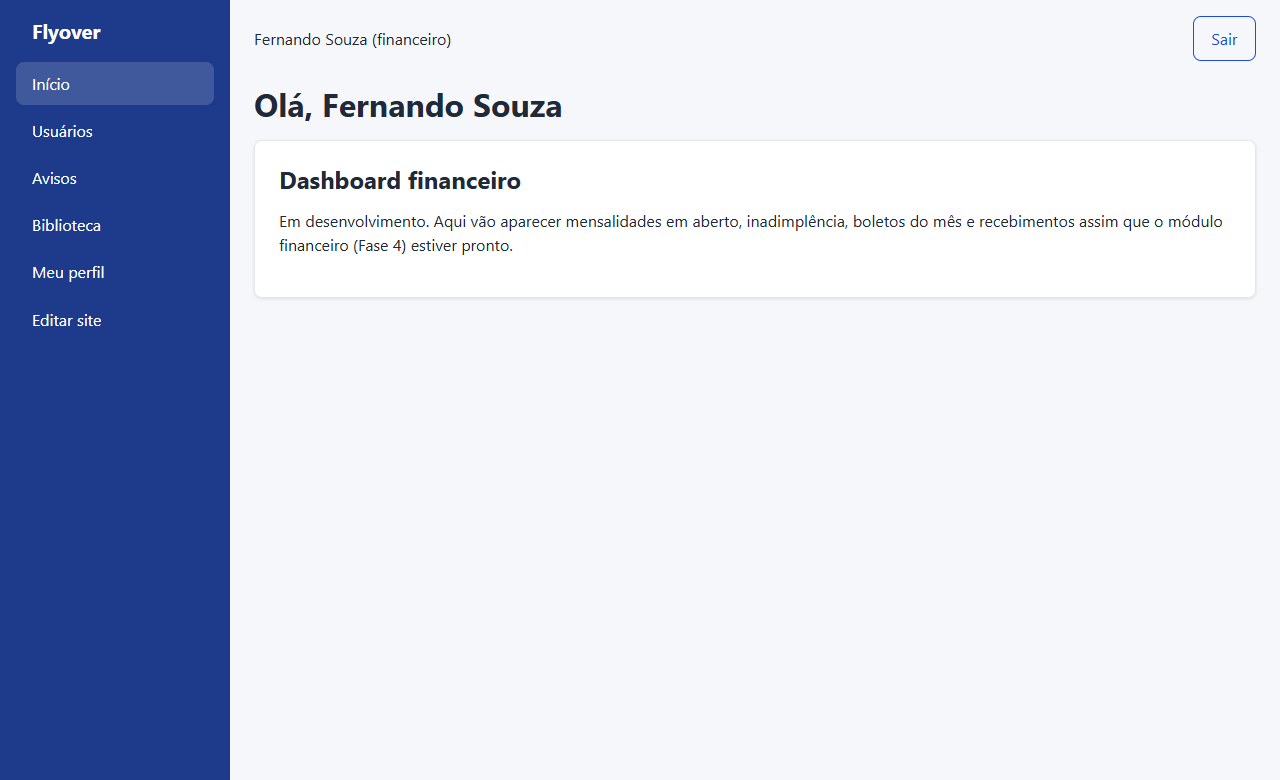 Flyover
Início
Usuários
Avisos
Biblioteca
Meu perfil
Editar site
Fernando Souza (financeiro)
Sair
Olá, Fernando Souza
Dashboard financeiro
Em desenvolvimento. Aqui vão aparecer mensalidades em aberto, inadimplência, boletos do mês e recebimentos assim que o módulo
financeiro (Fase 4) estiver pronto.